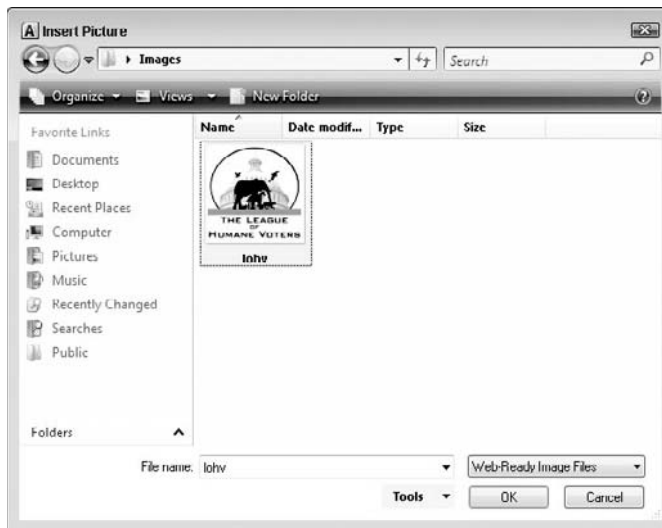 A Insert Picture
Images
Search
Organize Views New Folder
Favorite Links
Documents
Desktop
Recent Places
Computer
Pictures
Music
Recently Changed
Searches
Public
Folders
Name Date modif... Type Size
THE LEAGUE
OF
HUMANE VOTERS
lohv
File name: lohv Web-Ready Image Files
Tools OK Cancel